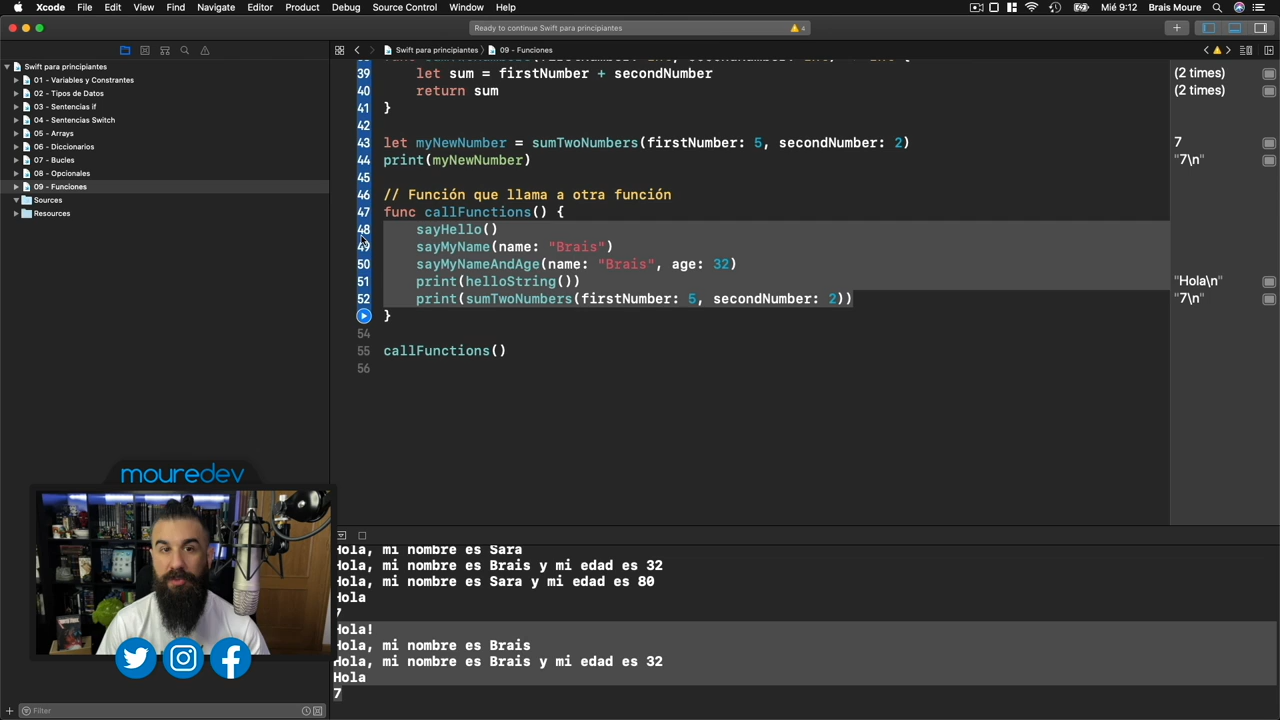 Xcode File Edit View Find Navigate Editor Product Debug Source Control Window Help
Mié 9:12 Brais Moure
Ready to continue Swift para principiantes
4
Swift para principiantes
01 - Variables y Constrantes
02 - Tipos de Datos
03 - Sentencias if
04 - Sentencias Switch
05 - Arrays
06 - Diccionarios
07 - Bucles
08 - Opcionales
09 - Funciones
Sources
Resources
Filter
Swift para principiantes 09 - Funciones
39 let sum = firstNumber + secondNumber (2 times)
40 return sum (2 times)
41 }
42
43 let myNewNumber = sumTwoNumbers(firstNumber: 5, secondNumber: 2) 7
44 print(myNewNumber) "7\n"
45
46 // Función que llama a otra función
47 func callFunctions() {
48 sayHello()
49 sayMyName(name: "Brais")
50 sayMyNameAndAge(name: "Brais", age: 32)
51 print(helloString()) "Hola\n"
52 print(sumTwoNumbers(firstNumber: 5, secondNumber: 2)) "7\n"
}
54
55 callFunctions()
56
mouredev
Hola, mi nombre es Sara
Hola, mi nombre es Brais y mi edad es 32
Hola, mi nombre es Sara y mi edad es 80
Hola
7
Hola!
Hola, mi nombre es Brais
Hola, mi nombre es Brais y mi edad es 32
Hola
7